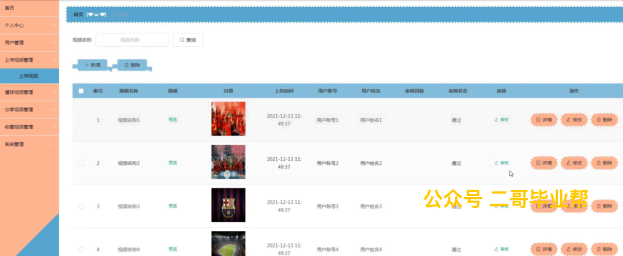 首页
个人中心
用户管理
上传视频管理
上传视频
播球视频管理
分享视频管理
收藏视频管理
系统管理
首页 (●'◡'●)
视频名称 视频名称 查询
+ 新增 删除
索引 视频名称 视频 封面 上传时间 用户账号 用户姓名 审核回复 审核状态 审核 操作
1 视频名称1 预览 2021-12-13 11:49:37 用户账号1 用户姓名1 通过 审核 详情 修改 删除
2 视频名称2 预览 2021-12-13 11:49:37 用户账号2 用户姓名2 通过 审核 详情 修改 删除
3 视频名称3 预览 2021-12-13 11:49:37 用户账号3 用户姓名3 通过 审核 详情 修改 删除
公众号 二哥毕业帮
4 视频名称4 预览 2021-12-13 11:49:37 用户账号4 用户姓名4 通过 审核 详情 修改 删除